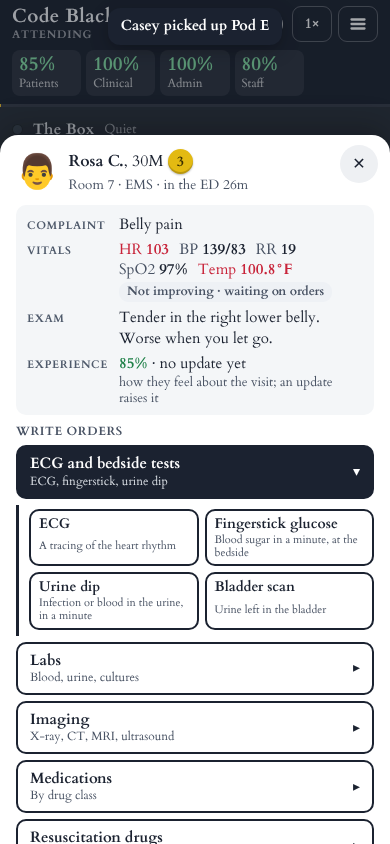 Code Black
ATTENDING
Casey picked up Pod E
1×
85%
Patients
100%
Clinical
100%
Admin
80%
Staff
The Box Quiet
Rosa C., 30M 3
Room 7 · EMS · in the ED 26m
×
COMPLAINT Belly pain
VITALS HR 103 BP 139/83 RR 19
SpO2 97% Temp 100.8°F
Not improving · waiting on orders
EXAM Tender in the right lower belly.
Worse when you let go.
EXPERIENCE 85% · no update yet
how they feel about the visit; an update
raises it
WRITE ORDERS
ECG and bedside tests
ECG, fingerstick, urine dip
ECG
A tracing of the heart rhythm
Fingerstick glucose
Blood sugar in a minute, at the
bedside
Urine dip
Infection or blood in the urine,
in a minute
Bladder scan
Urine left in the bladder
Labs
Blood, urine, cultures
Imaging
X-ray, CT, MRI, ultrasound
Medications
By drug class
Resuscitation drugs